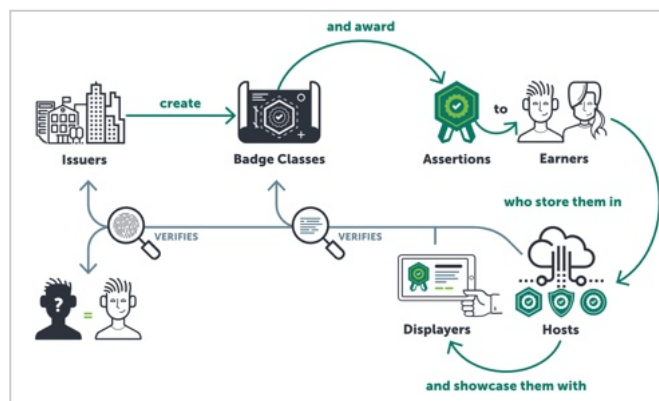 and award
create
to
Issuers
Badge Classes
Assertions
Earners
who store them in
VERIFIES
VERIFIES
?
=
Displayers
Hosts
and showcase them with